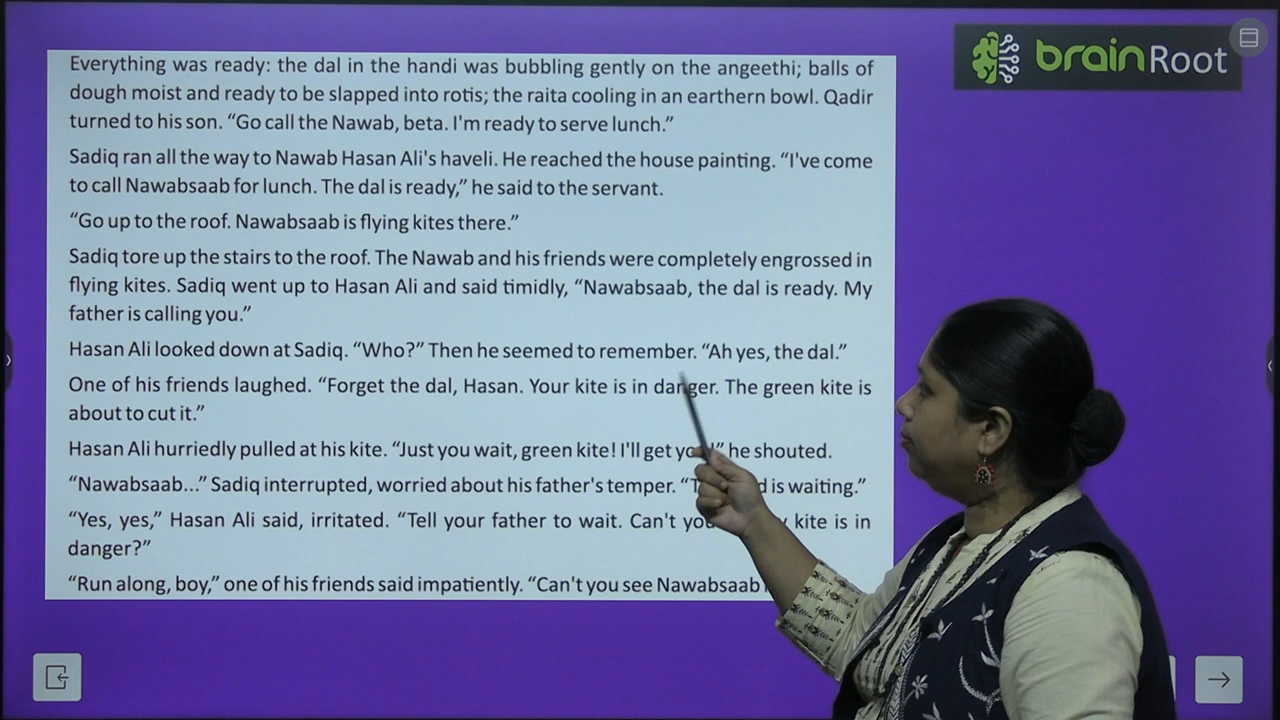 brainRoot
Everything was ready: the dal in the handi was bubbling gently on the angeethi; balls of
dough moist and ready to be slapped into rotis; the raita cooling in an earthern bowl. Qadir
turned to his son. “Go call the Nawab, beta. I'm ready to serve lunch.”
Sadiq ran all the way to Nawab Hasan Ali's haveli. He reached the house painting. “I've come
to call Nawabsaab for lunch. The dal is ready,” he said to the servant.
“Go up to the roof. Nawabsaab is flying kites there.”
Sadiq tore up the stairs to the roof. The Nawab and his friends were completely engrossed in
flying kites. Sadiq went up to Hasan Ali and said timidly, “Nawabsaab, the dal is ready. My
father is calling you.”
Hasan Ali looked down at Sadiq. “Who?” Then he seemed to remember. “Ah yes, the dal.”
One of his friends laughed. “Forget the dal, Hasan. Your kite is in danger. The green kite is
about to cut it.”
Hasan Ali hurriedly pulled at his kite. “Just you wait, green kite! I'll get you!” he shouted.
“Nawabsaab...” Sadiq interrupted, worried about his father's temper. “ is waiting.”
“Yes, yes,” Hasan Ali said, irritated. “Tell your father to wait. Can't you kite is in
danger?”
“Run along, boy,” one of his friends said impatiently. “Can't you see Nawabsaab